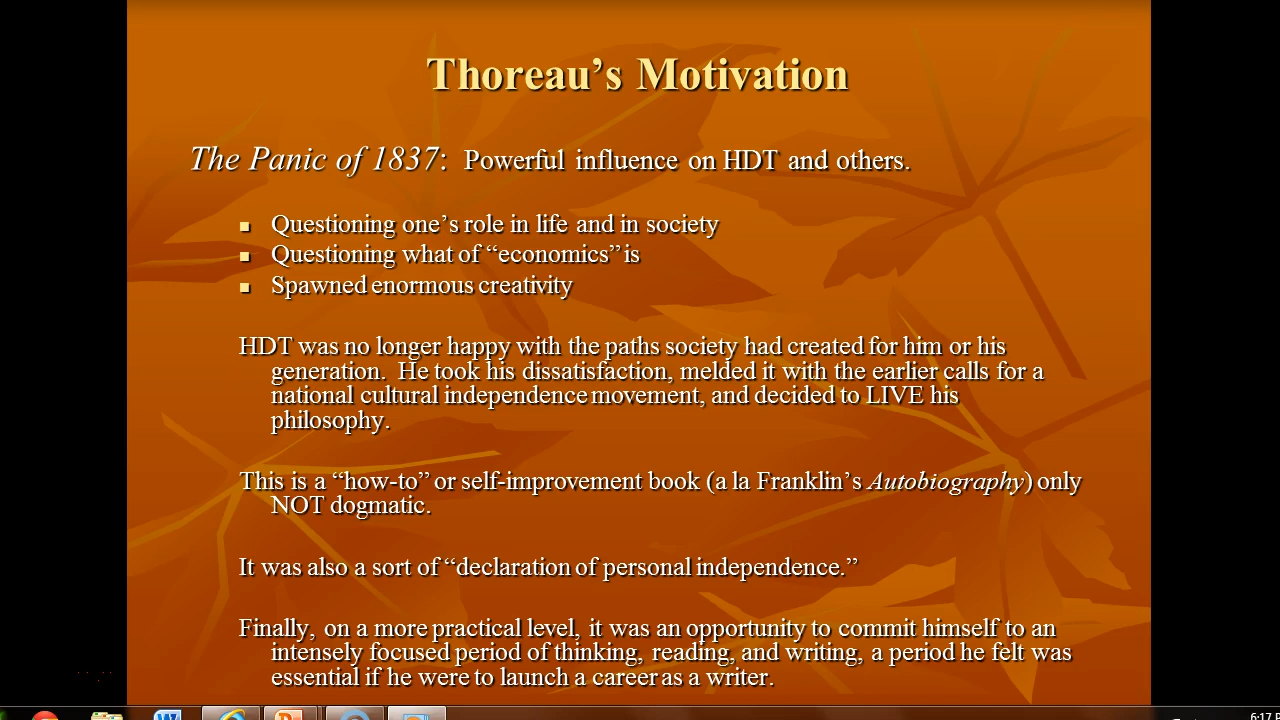 Thoreau’s Motivation
The Panic of 1837: Powerful influence on HDT and others.
Questioning one’s role in life and in society
Questioning what of “economics” is
Spawned enormous creativity
HDT was no longer happy with the paths society had created for him or his
generation. He took his dissatisfaction, melded it with the earlier calls for a
national cultural independence movement, and decided to LIVE his
philosophy.
This is a “how-to” or self-improvement book (a la Franklin’s Autobiography) only
NOT dogmatic.
It was also a sort of “declaration of personal independence.”
Finally, on a more practical level, it was an opportunity to commit himself to an
intensely focused period of thinking, reading, and writing, a period he felt was
essential if he were to launch a career as a writer.
6:17